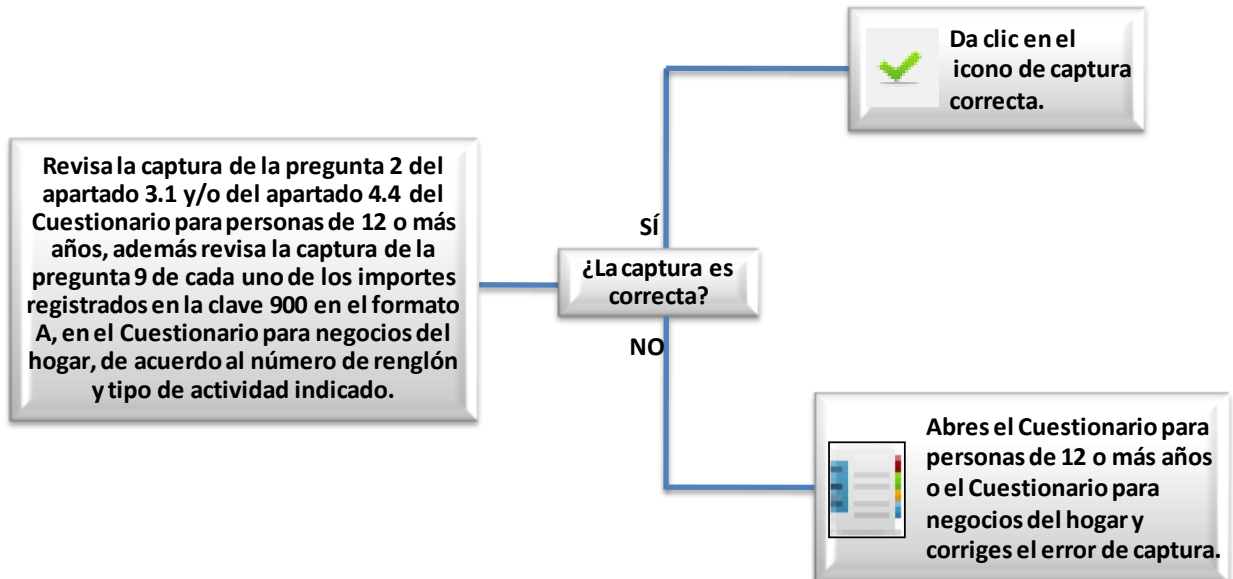 Revisa la captura de la pregunta 2 del
apartado 3.1 y/o del apartado 4.4 del
Cuestionario para personas de 12 o más
años, además revisa la captura de la
pregunta 9 de cada uno de los importes
registrados en la clave 900 en el formato
A, en el Cuestionario para negocios del
hogar, de acuerdo al número de renglón
y tipo de actividad indicado.
¿La captura es
correcta?
SÍ
Da clic en el
icono de captura
correcta.
NO
Abres el Cuestionario para
personas de 12 o más años
o el Cuestionario para
negocios del hogar y
corriges el error de captura.